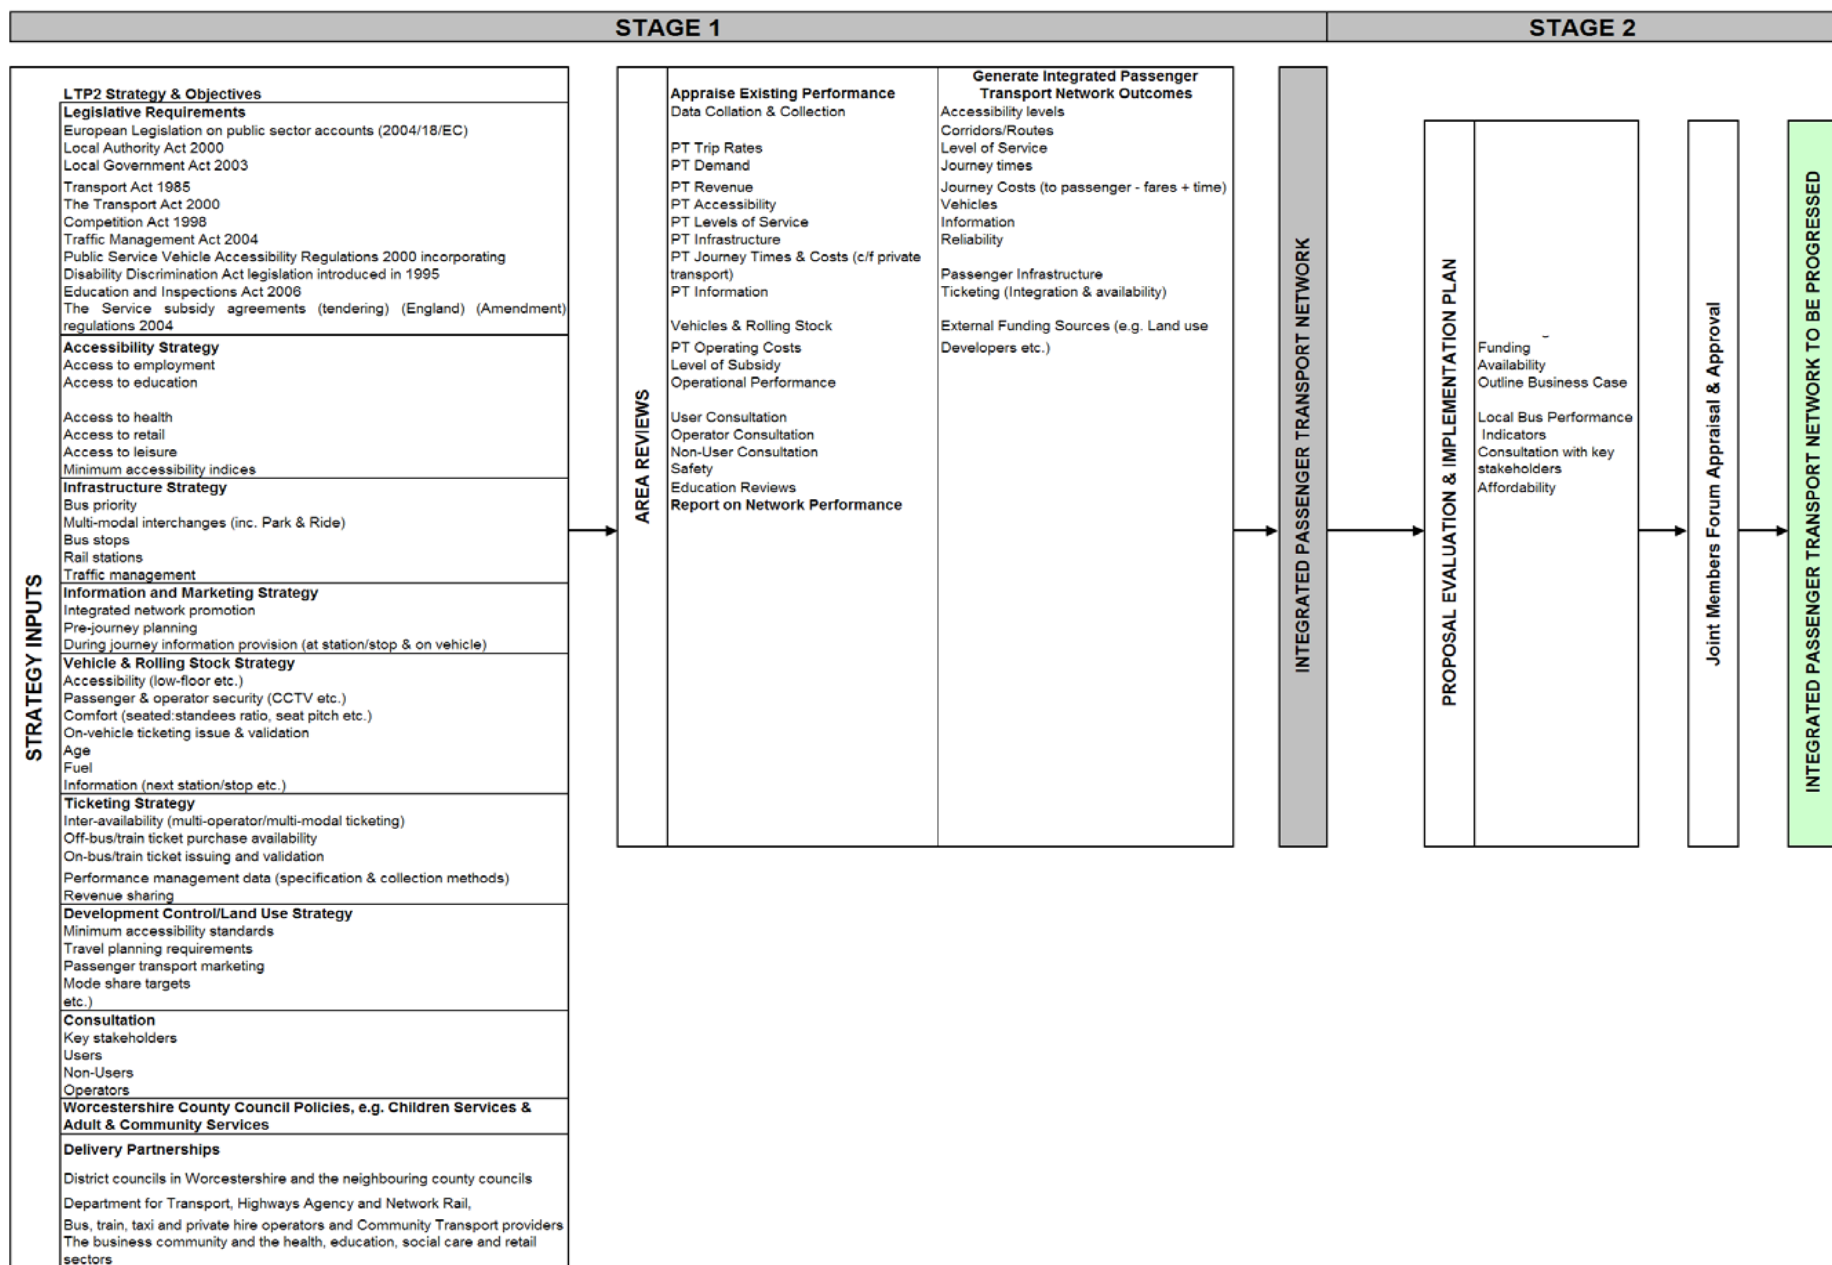 STAGE 1
STAGE 2
STRATEGY INPUTS
LTP2 Strategy & Objectives
Legislative Requirements
European Legislation on public sector accounts (2004/18/EC)
Local Authority Act 2000
Local Government Act 2003
Transport Act 1985
The Transport Act 2000
Competition Act 1998
Traffic Management Act 2004
Public Service Vehicle Accessibility Regulations 2000 incorporating
Disability Discrimination Act legislation introduced in 1995
Education and Inspections Act 2006
The Service subsidy agreements (tendering) (England) (Amendment)
regulations 2004
Accessibility Strategy
Access to employment
Access to education
Access to health
Access to retail
Access to leisure
Minimum accessibility indices
Infrastructure Strategy
Bus priority
Multi-modal interchanges (inc. Park & Ride)
Bus stops
Rail stations
Traffic management
Information and Marketing Strategy
Integrated network promotion
Pre-journey planning
During journey information provision (at station/stop & on vehicle)
Vehicle & Rolling Stock Strategy
Accessibility (low-floor etc.)
Passenger & operator security (CCTV etc.)
Comfort (seated:standees ratio, seat pitch etc.)
On-vehicle ticketing issue & validation
Age
Fuel
Information (next station/stop etc.)
Ticketing Strategy
Inter-availability (multi-operator/multi-modal ticketing)
Off-bus/train ticket purchase availability
On-bus/train ticket issuing and validation
Performance management data (specification & collection methods)
Revenue sharing
Development Control/Land Use Strategy
Minimum accessibility standards
Travel planning requirements
Passenger transport marketing
Mode share targets
etc.)
Consultation
Key stakeholders
Users
Non-Users
Operators
Worcestershire County Council Policies, e.g. Children Services &
Adult & Community Services
Delivery Partnerships
District councils in Worcestershire and the neighbouring county councils
Department for Transport, Highways Agency and Network Rail,
Bus, train, taxi and private hire operators and Community Transport providers
The business community and the health, education, social care and retail
sectors
AREA REVIEWS
Appraise Existing Performance
Data Collation & Collection
PT Trip Rates
PT Demand
PT Revenue
PT Accessibility
PT Levels of Service
PT Infrastructure
PT Journey Times & Costs (c/f private
transport)
PT Information
Vehicles & Rolling Stock
PT Operating Costs
Level of Subsidy
Operational Performance
User Consultation
Operator Consultation
Non-User Consultation
Safety
Education Reviews
Report on Network Performance
Generate Integrated Passenger
Transport Network Outcomes
Accessibility levels
Corridors/Routes
Level of Service
Journey times
Journey Costs (to passenger - fares + time)
Vehicles
Information
Reliability
Passenger Infrastructure
Ticketing (Integration & availability)
External Funding Sources (e.g. Land use
Developers etc.)
INTEGRATED PASSENGER TRANSPORT NETWORK
PROPOSAL EVALUATION & IMPLEMENTATION PLAN
Funding
Availability
Outline Business Case
Local Bus Performance
Indicators
Consultation with key
stakeholders
Affordability
Joint Members Forum Appraisal & Approval
INTEGRATED PASSENGER TRANSPORT NETWORK TO BE PROGRESSED